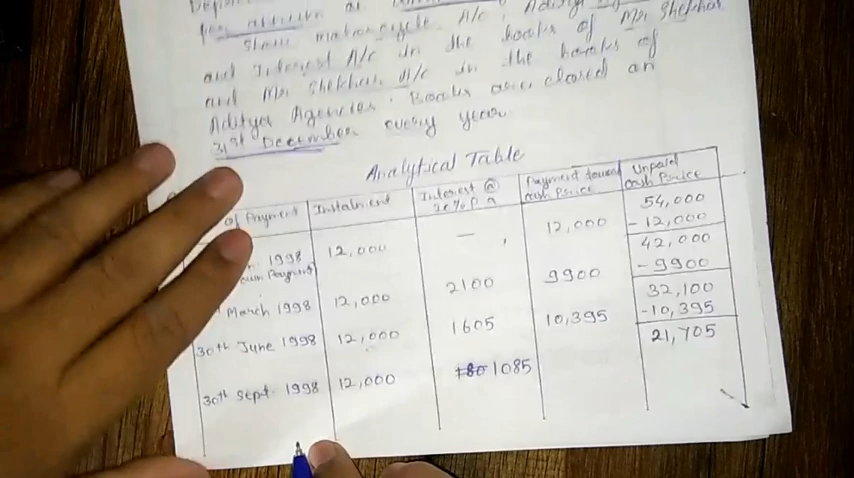 per annum
motorcycle A/c, Aditya
and Interest A/c in the books of Mr. Shekhar
and Mr. Shekhar A/c in the books of
Aditya Agencies. Books are closed on
31st December every year
Analytical Table
of Payment Instalment Interest @ 20% P.a Payment toward cash Price Unpaid cash Price
54,000
1998 12,000 — 12,000 - 12,000
42,000
March 1998 12,000 2100 9900 - 9900
32,100
30th June 1998 12,000 1605 10,395 -10,395
21,705
30th Sept. 1998 12,000 1085